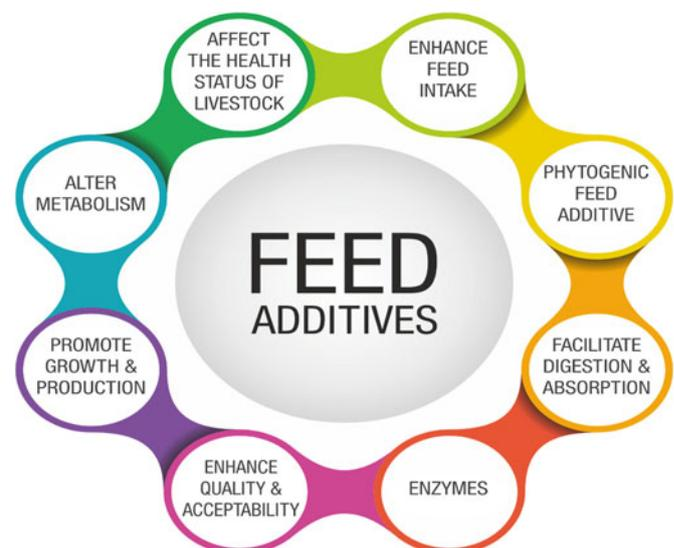 AFFECT
THE HEALTH
STATUS OF
LIVESTOCK
ENHANCE
FEED
INTAKE
PHYTOGENIC
FEED
ADDITIVE
FACILITATE
DIGESTION &
ABSORPTION
ENZYMES
ENHANCE
QUALITY &
ACCEPTABILITY
PROMOTE
GROWTH &
PRODUCTION
ALTER
METABOLISM
FEED
ADDITIVES